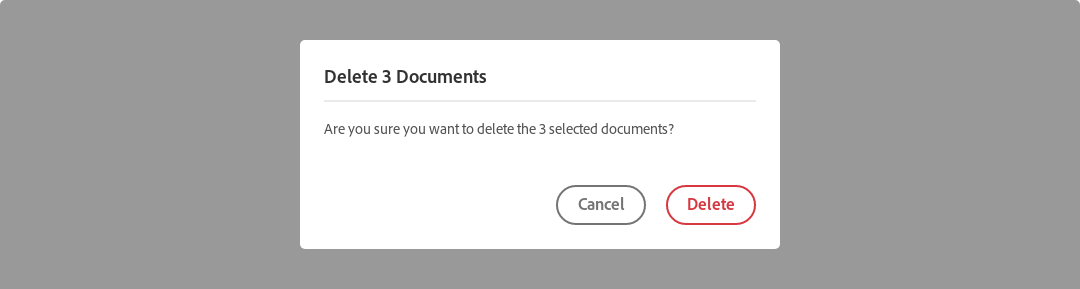 Delete 3 Documents
Are you sure you want to delete the 3 selected documents?
Cancel
Delete